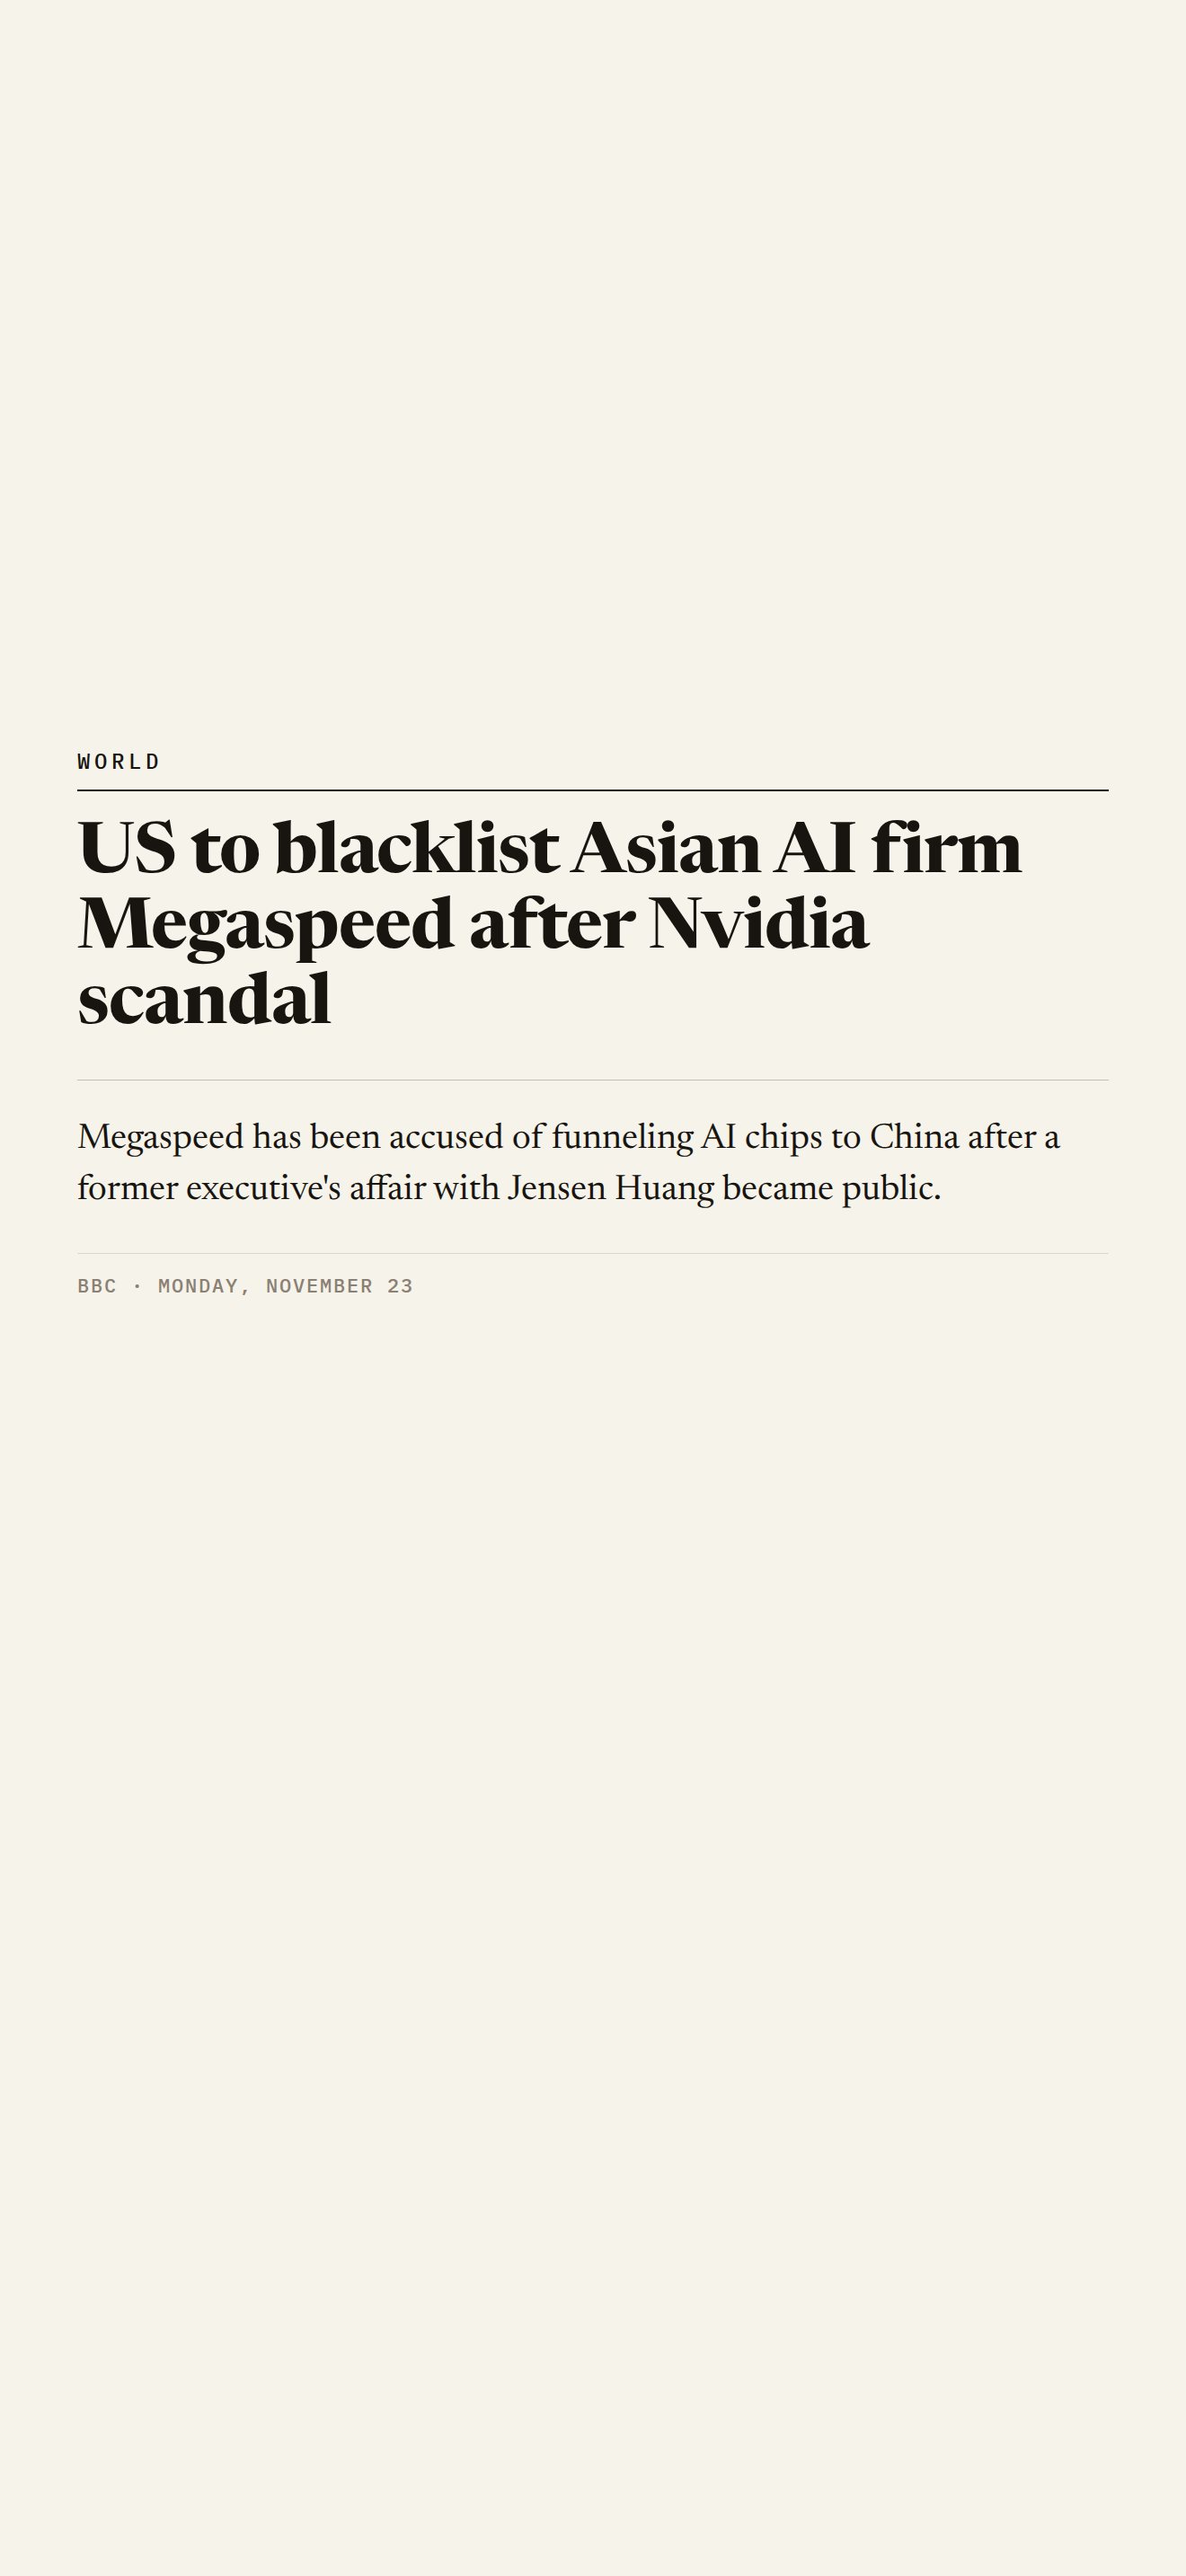 WORLD
US to blacklist Asian AI firm
Megaspeed after Nvidia
scandal
Megaspeed has been accused of funneling AI chips to China after a
former executive's affair with Jensen Huang became public.
BBC · MONDAY, NOVEMBER 23